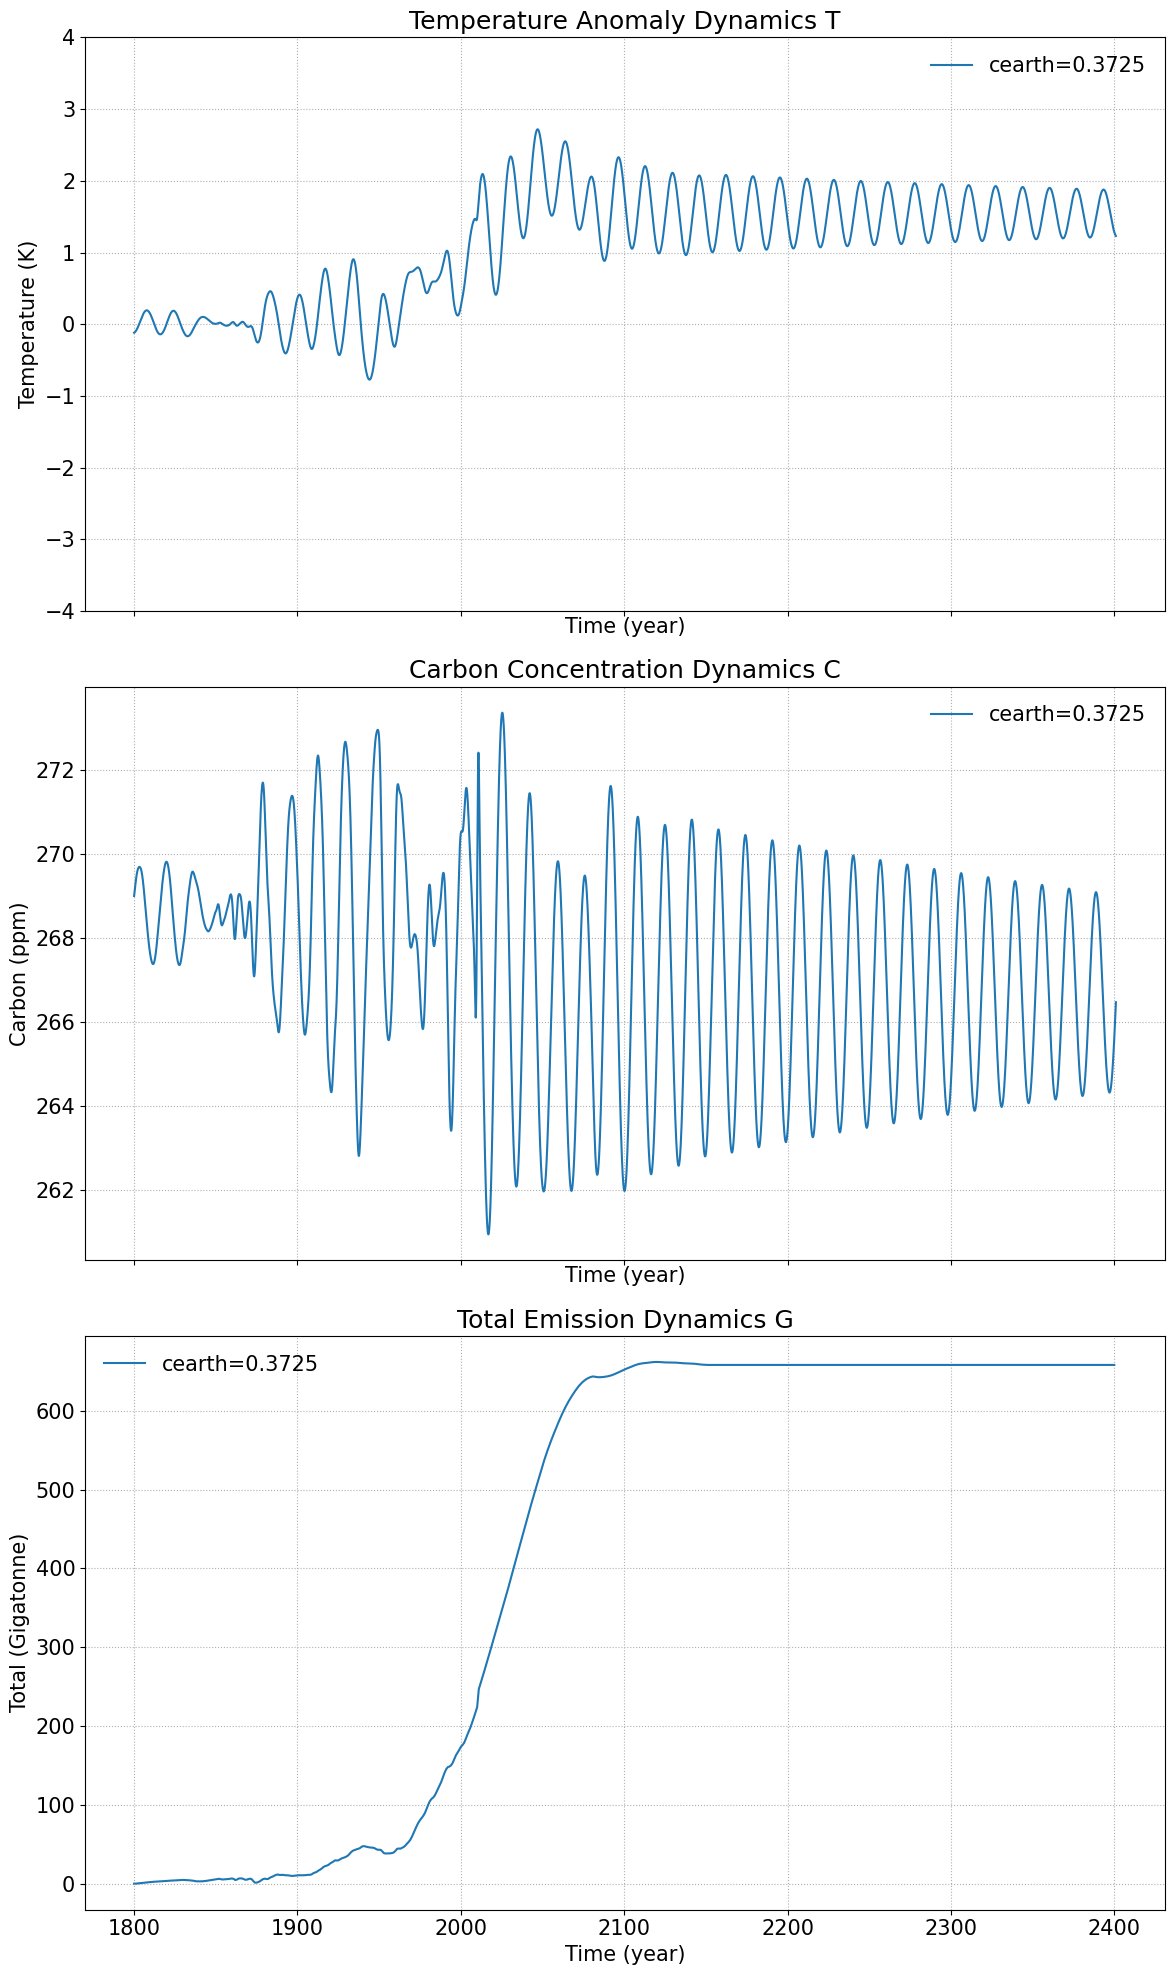 Temperature Anomaly Dynamics T
cearth=0.3725
4
3
2
1
0
−1
−2
−3
−4
Temperature (K)
Time (year)
Carbon Concentration Dynamics C
cearth=0.3725
272
270
268
266
264
262
Carbon (ppm)
Time (year)
Total Emission Dynamics G
cearth=0.3725
600
500
400
300
200
100
0
Total (Gigatonne)
1800 1900 2000 2100 2200 2300 2400
Time (year)